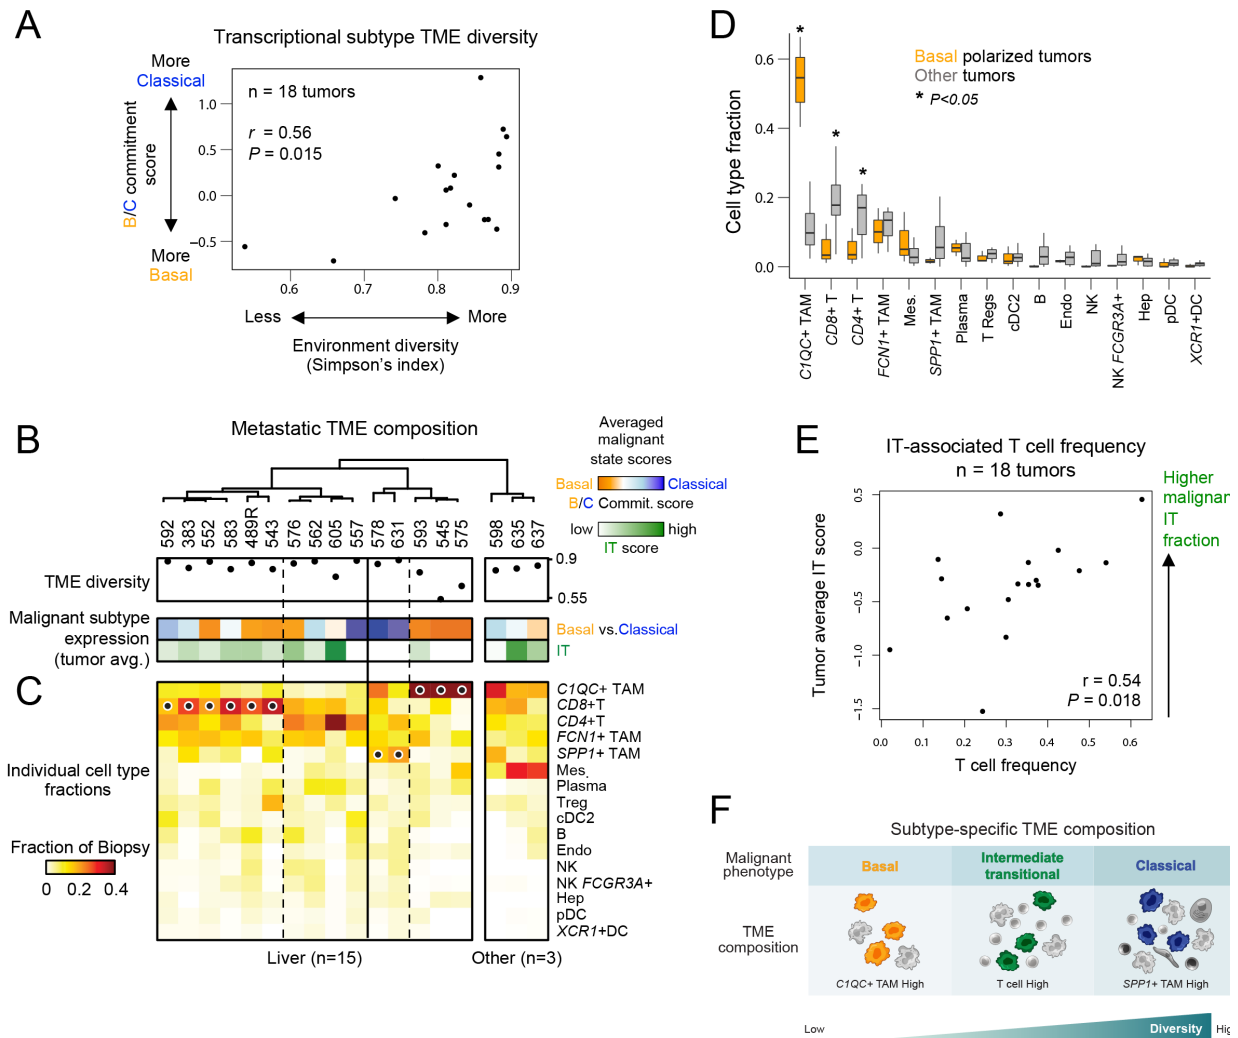 A
Transcriptional subtype TME diversity
More
Classical
B/C commitment
score
More
Basal
n = 18 tumors
r = 0.56
P = 0.015
1.0
0.5
0.0
−0.5
0.6
0.7
0.8
0.9
Less
More
Environment diversity
(Simpson's index)
D
Cell type fraction
0.6
0.4
0.2
0.0
*
*
*
Basal polarized tumors
Other tumors
* P<0.05
C1QC+ TAM
CD8+ T
CD4+ T
FCN1+ TAM
Mes.
SPP1+ TAM
Plasma
T Regs
cDC2
B
Endo
NK
NK FCGR3A+
Hep
pDC
XCR1+DC
B
Metastatic TME composition
Averaged
malignant
state scores
Basal
Classical
B/C Commit. score
low
high
IT score
592
383
552
583
489R
543
576
562
605
557
578
631
593
545
575
598
635
637
TME diversity
0.9
0.55
Malignant subtype
expression
(tumor avg.)
Basal vs.Classical
IT
C
Individual cell type
fractions
Fraction of Biopsy
0
0.2
0.4
C1QC+ TAM
CD8+T
CD4+T
FCN1+ TAM
SPP1+ TAM
Mes.
Plasma
Treg
cDC2
B
Endo
NK
NK FCGR3A+
Hep
pDC
XCR1+DC
Liver (n=15)
Other (n=3)
E
IT-associated T cell frequency
n = 18 tumors
Tumor average IT score
0.5
0.0
−0.5
−1.0
−1.5
0.0
0.1
0.2
0.3
0.4
0.5
0.6
T cell frequency
r = 0.54
P = 0.018
Higher
malignar
IT
fraction
F
Subtype-specific TME composition
Malignant
phenotype
Basal
Intermediate
transitional
Classical
TME
composition
C1QC+ TAM High
T cell High
SPP1+ TAM High
Low
Diversity
Hig